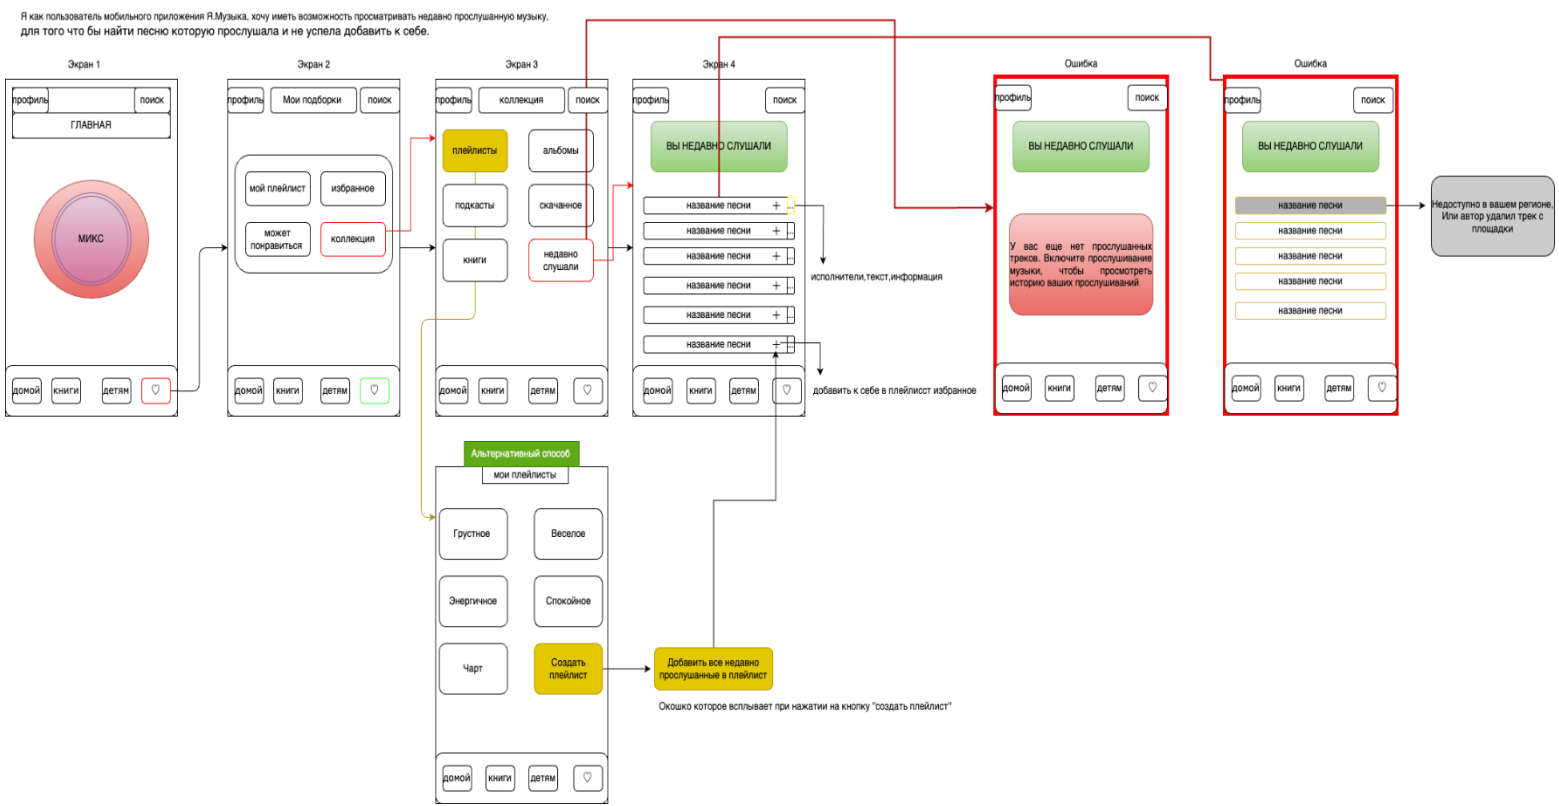 Я как пользователь мобильного приложения Я.Музыка, хочу иметь возможность просматривать недавно прослушанную музыку,
для того что бы найти песню которую прослушала и не успела добавить к себе.
Экран 1
профиль
поиск
ГЛАВНАЯ
МИКС
домой
книги
детям
♡
Экран 2
профиль
Мои подборки
поиск
мой плейлист
избранное
может
понравиться
коллекция
домой
книги
детям
♡
Экран 3
профиль
коллекция
поиск
плейлисты
альбомы
подкасты
скачанное
книги
недавно
слушали
домой
книги
детям
♡
Экран 4
профиль
поиск
ВЫ НЕДАВНО СЛУШАЛИ
название песни + ...
название песни + ...
название песни + ...
название песни + ...
название песни + ...
название песни + ...
исполнители,текст,информация
добавить к себе в плейлисст избранное
домой
книги
детям
♡
Ошибка
профиль
поиск
ВЫ НЕДАВНО СЛУШАЛИ
У вас еще нет прослушанных
треков. Включите прослушивание
музыки, чтобы просмотреть
историю ваших прослушиваний
домой
книги
детям
♡
Ошибка
профиль
поиск
ВЫ НЕДАВНО СЛУШАЛИ
название песни
название песни
название песни
название песни
название песни
домой
книги
детям
♡
Недоступно в вашем регионе,
Или автор удалил трек с
площадки
Альтернативный способ
мои плейлисты
Грустное
Веселое
Энергичное
Спокойное
Чарт
Создать
плейлист
Добавить все недавно
прослушанные в плейлист
Окошко которое всплывает при нажатии на кнопку "создать плейлист"
домой
книги
детям
♡